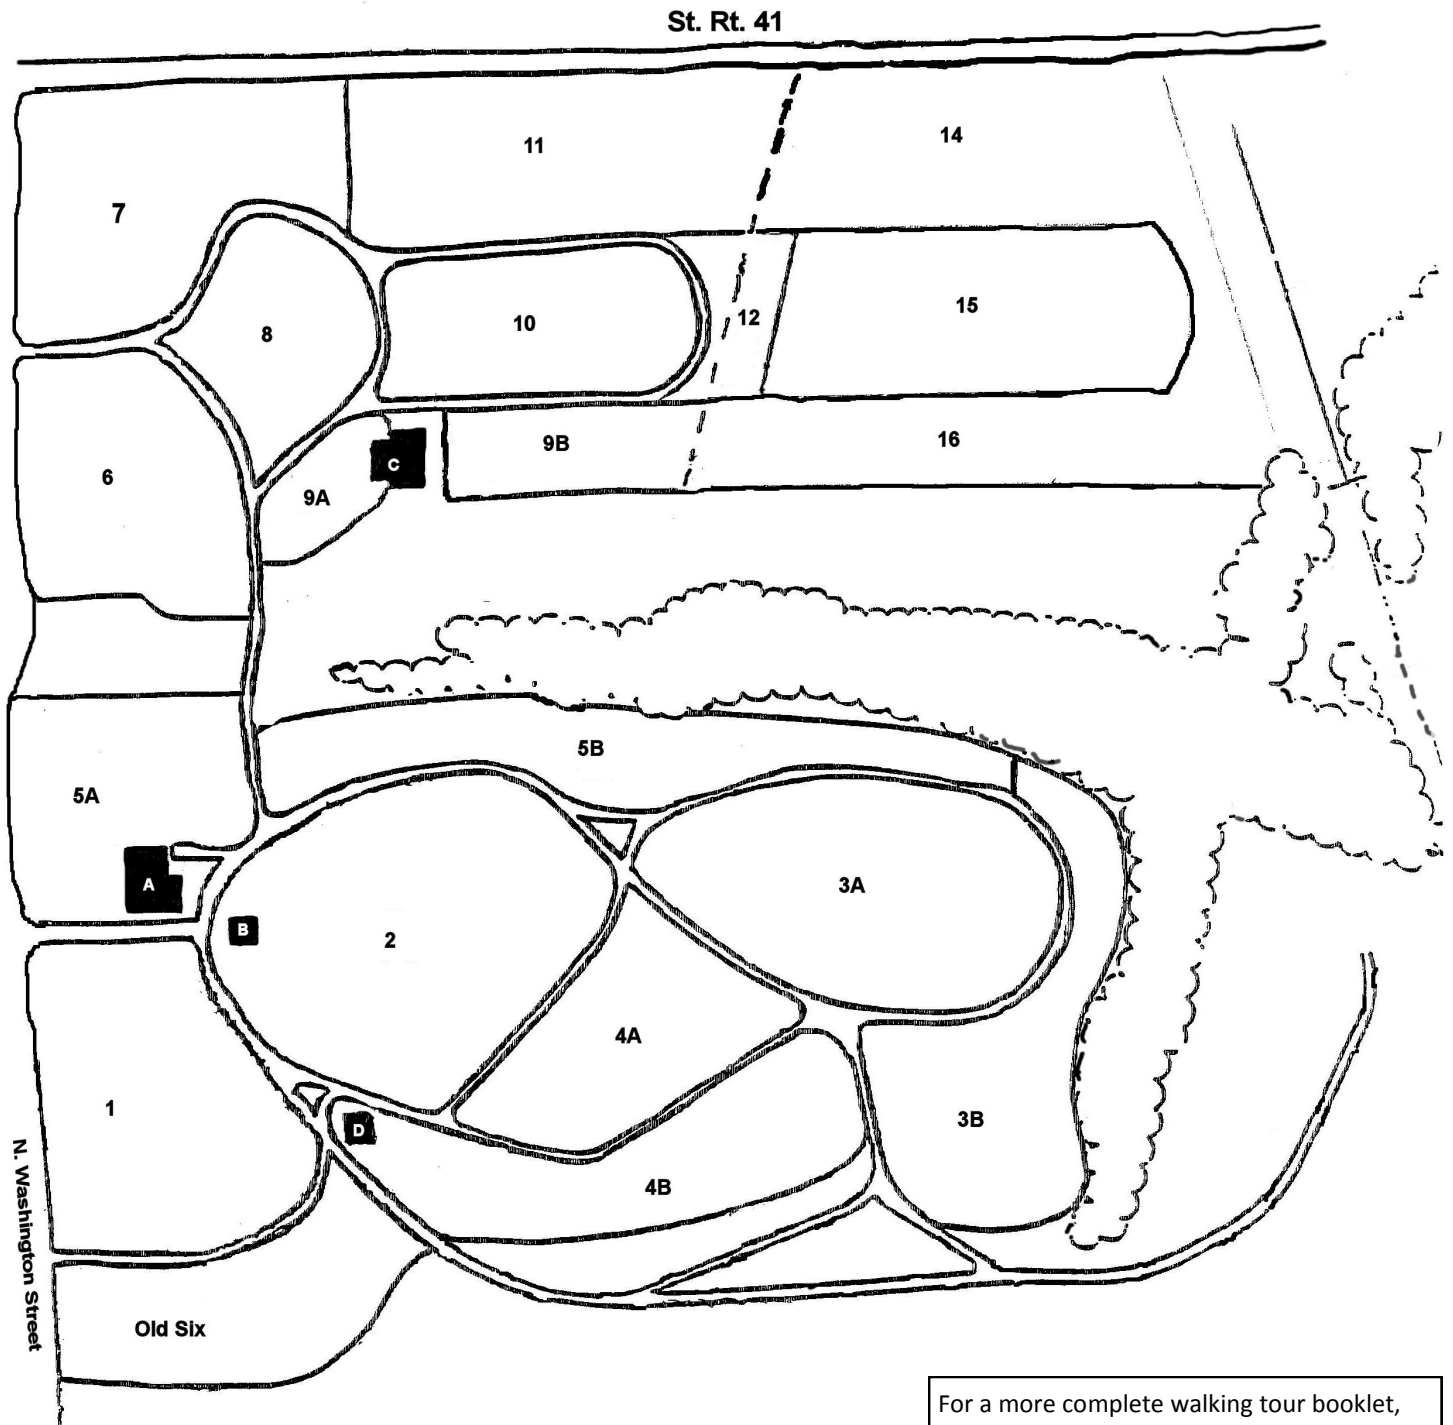 St. Rt. 41
11
14
7
8
10
12
15
6
9A
C
9B
16
5A
5B
A
B
2
3A
4A
1
D
3B
4B
N. Washington Street
Old Six
For a more complete walking tour booklet,